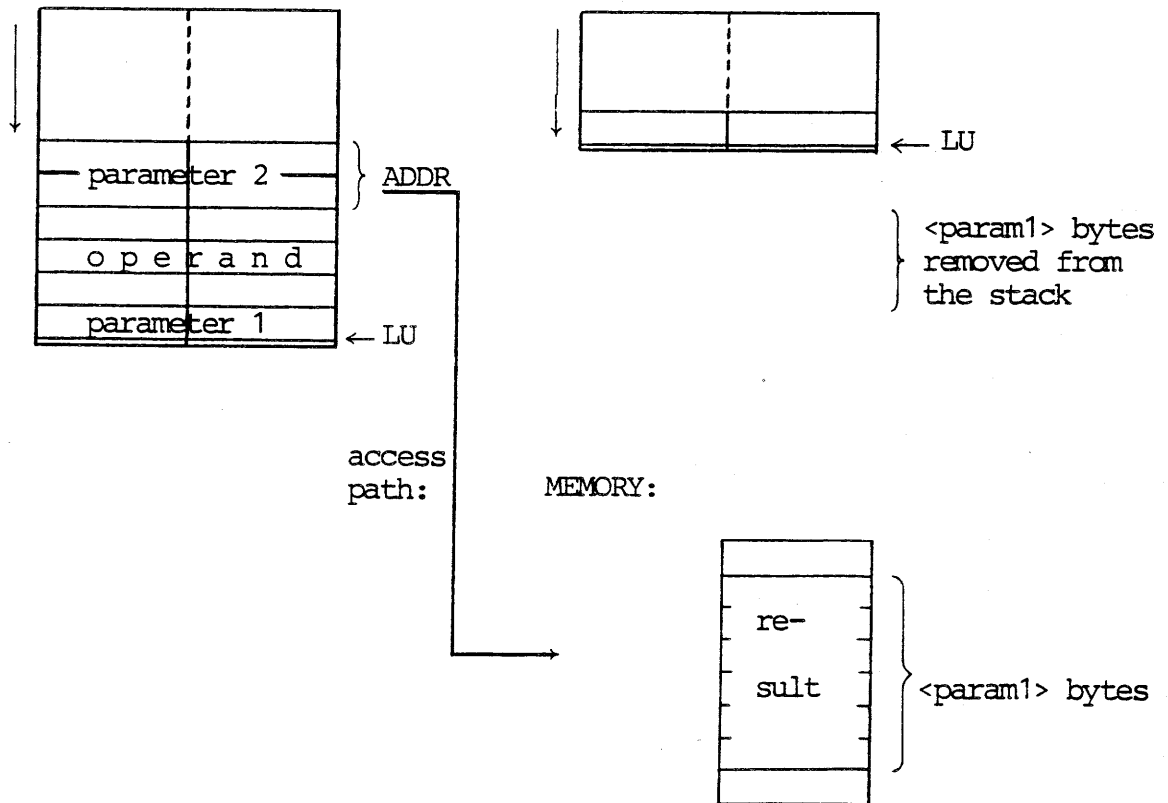 ← LU
parameter 2
ADDR
<param1> bytes
removed from
the stack
operand
parameter 1
← LU
access
path:
MEMORY:
re-
sult
<param1> bytes